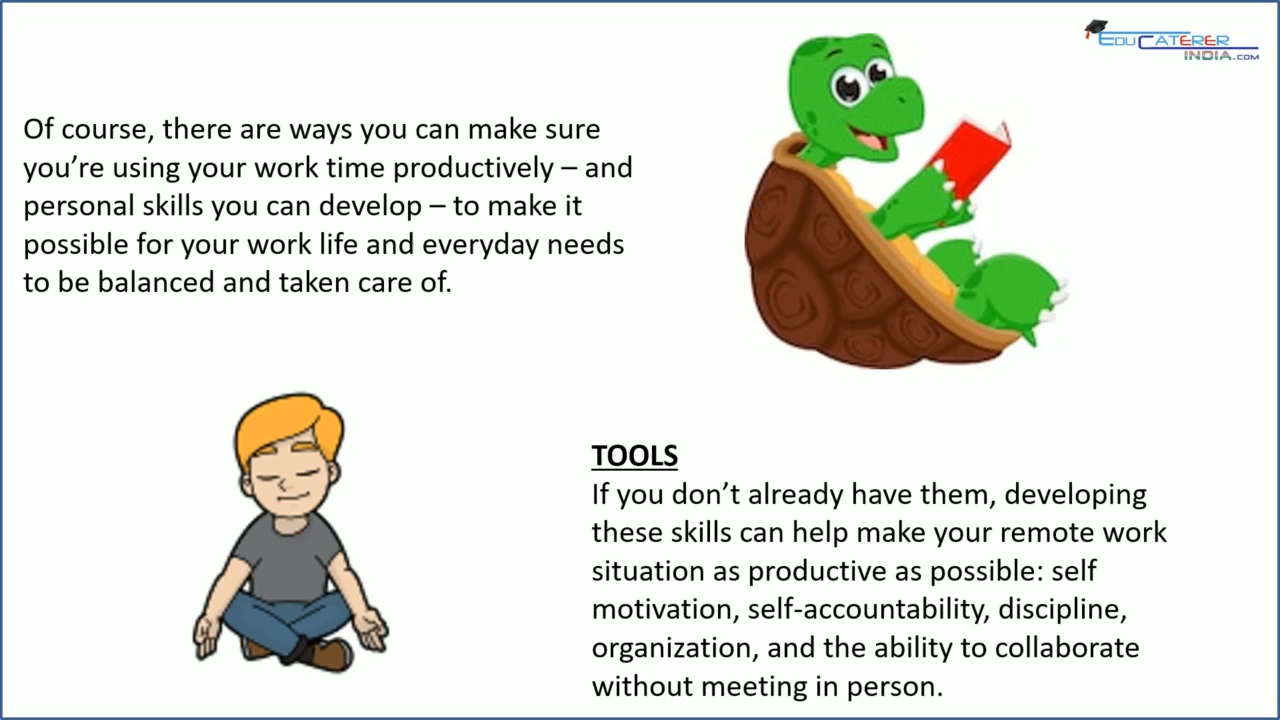 EDUCATERER
INDIA.COM
Of course, there are ways you can make sure
you’re using your work time productively – and
personal skills you can develop – to make it
possible for your work life and everyday needs
to be balanced and taken care of.
TOOLS
If you don’t already have them, developing
these skills can help make your remote work
situation as productive as possible: self
motivation, self-accountability, discipline,
organization, and the ability to collaborate
without meeting in person.